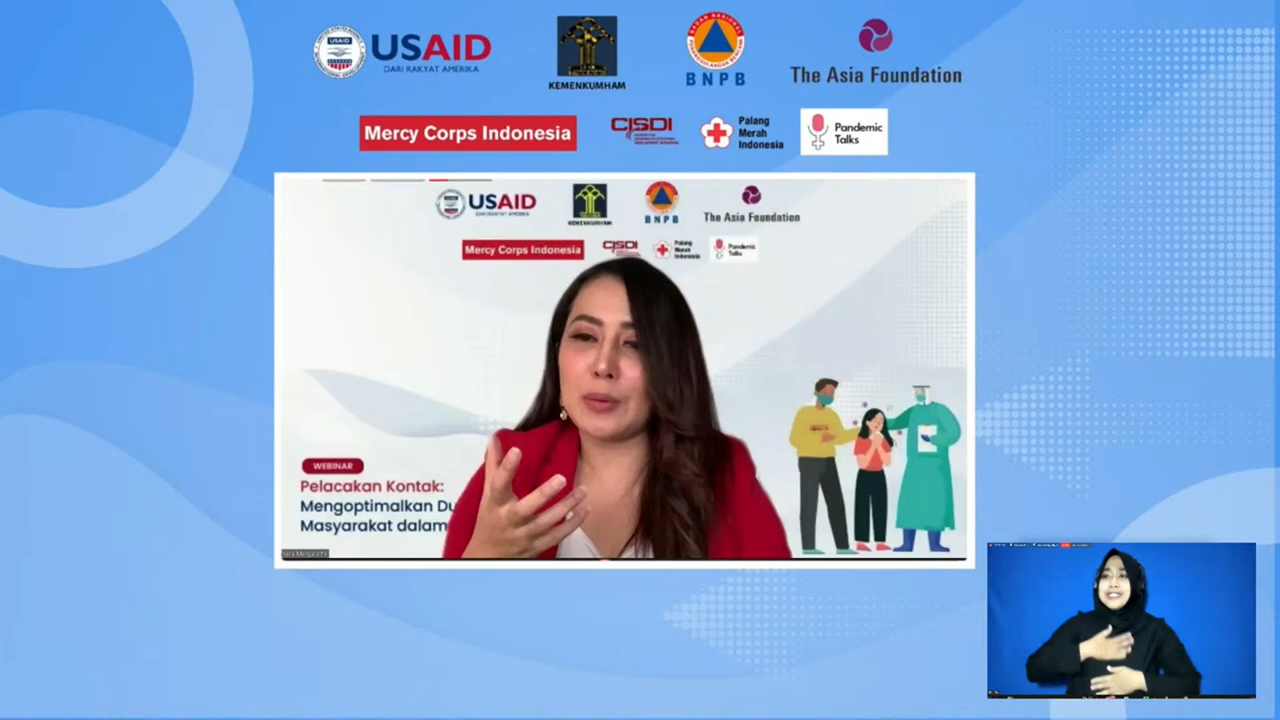 USAID
DARI RAKYAT AMERIKA
KEMENKUMHAM
BNPB
The Asia Foundation
Mercy Corps Indonesia
CISDI
Palang
Merah
Indonesia
Pandemic
Talks
USAID
DARI RAKYAT AMERIKA
KEMENKUMHAM
BNPB
The Asia Foundation
Mercy Corps Indonesia
CISDI
Palang
Merah
Indonesia
Pandemic
Talks
WEBINAR
Pelacakan Kontak:
Mengoptimalkan Du
Masyarakat dalam